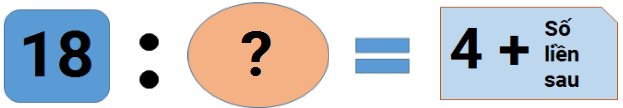 18 : ? = 4 + Số
liền
sau